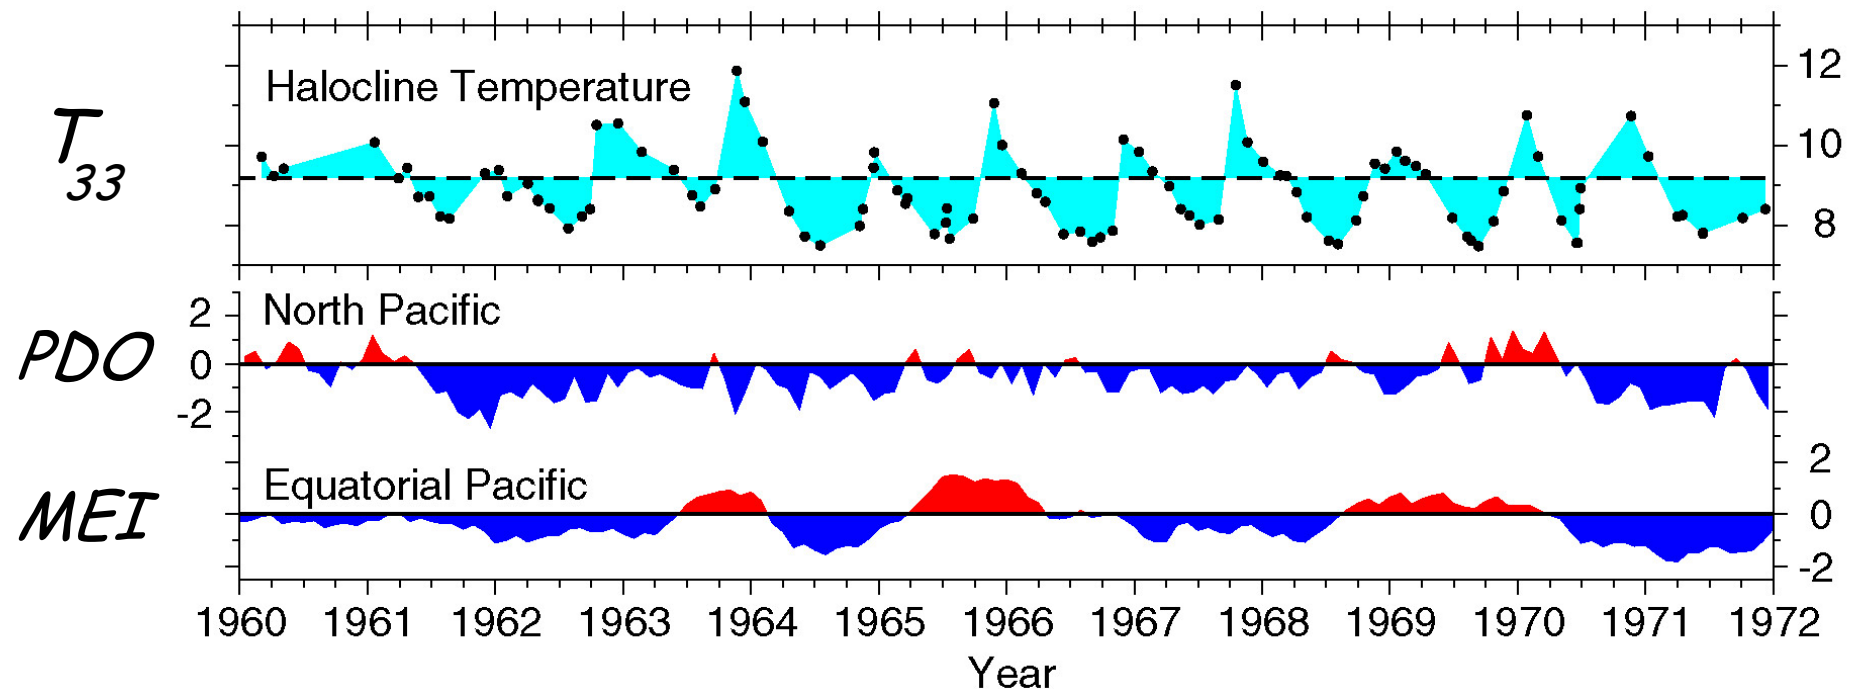 Halocline Temperature
T33
12
10
8
North Pacific
PDO
2
0
-2
Equatorial Pacific
MEI
2
0
-2
1960 1961 1962 1963 1964 1965 1966 1967 1968 1969 1970 1971 1972
Year